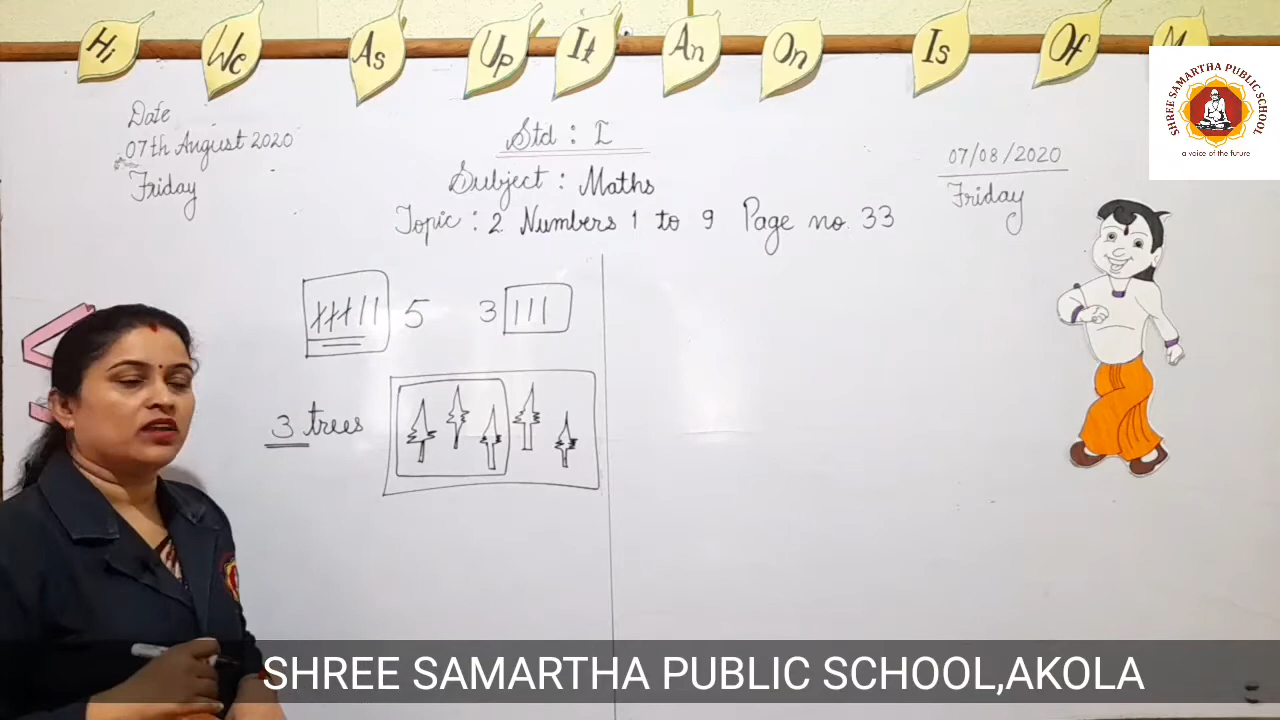 Hi We As Up It An On Is Of
SHREE SAMARTHA PUBLIC SCHOOL
a voice of the future
Date
07th August 2020
Friday
Std : I
Subject : Maths
Topic : 2 Numbers 1 to 9 Page no. 33
07/08/2020
Friday
5 3
3 trees
SHREE SAMARTHA PUBLIC SCHOOL,AKOLA